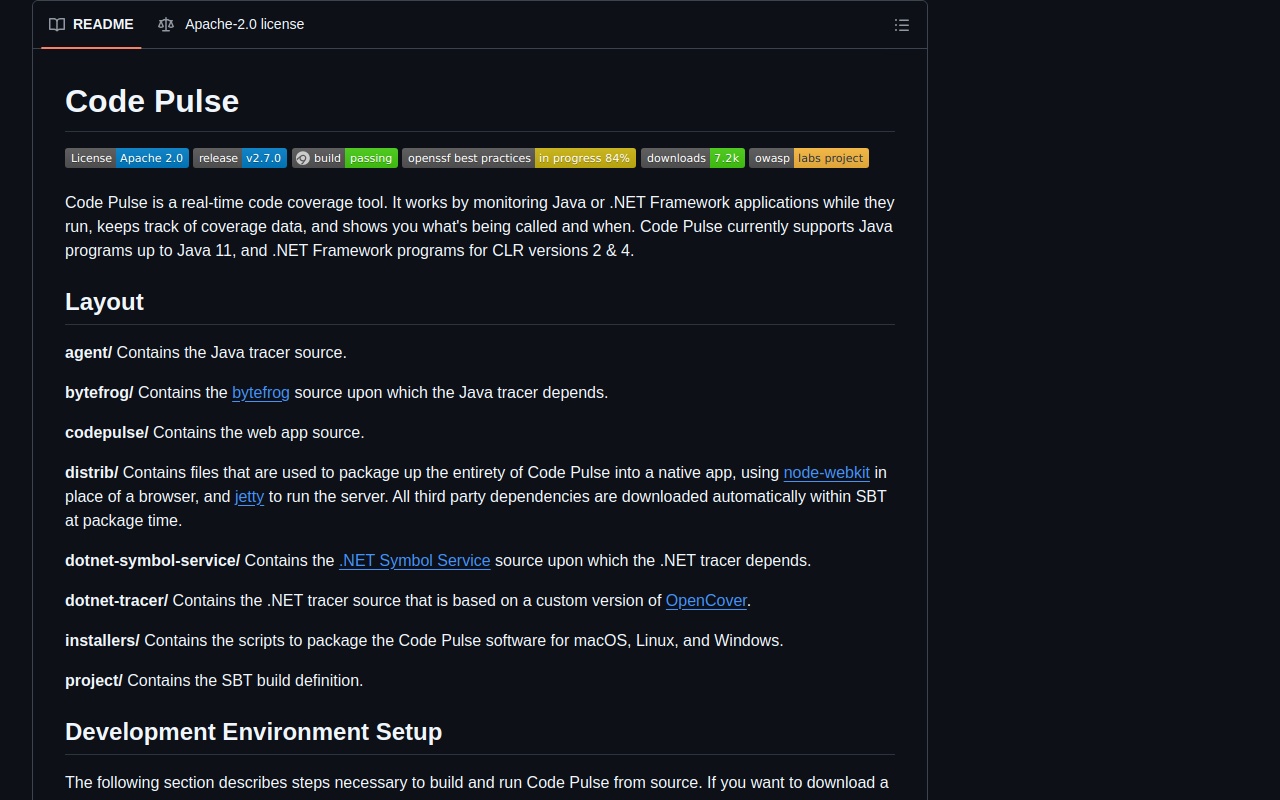 README
Apache-2.0 license
Code Pulse
License Apache 2.0 release v2.7.0 build passing openssf best practices in progress 84% downloads 7.2k owasp labs project
Code Pulse is a real-time code coverage tool. It works by monitoring Java or .NET Framework applications while they
run, keeps track of coverage data, and shows you what's being called and when. Code Pulse currently supports Java
programs up to Java 11, and .NET Framework programs for CLR versions 2 & 4.
Layout
agent/ Contains the Java tracer source.
bytefrog/ Contains the bytefrog source upon which the Java tracer depends.
codepulse/ Contains the web app source.
distrib/ Contains files that are used to package up the entirety of Code Pulse into a native app, using node-webkit in
place of a browser, and jetty to run the server. All third party dependencies are downloaded automatically within SBT
at package time.
dotnet-symbol-service/ Contains the .NET Symbol Service source upon which the .NET tracer depends.
dotnet-tracer/ Contains the .NET tracer source that is based on a custom version of OpenCover.
installers/ Contains the scripts to package the Code Pulse software for macOS, Linux, and Windows.
project/ Contains the SBT build definition.
Development Environment Setup
The following section describes steps necessary to build and run Code Pulse from source. If you want to download a